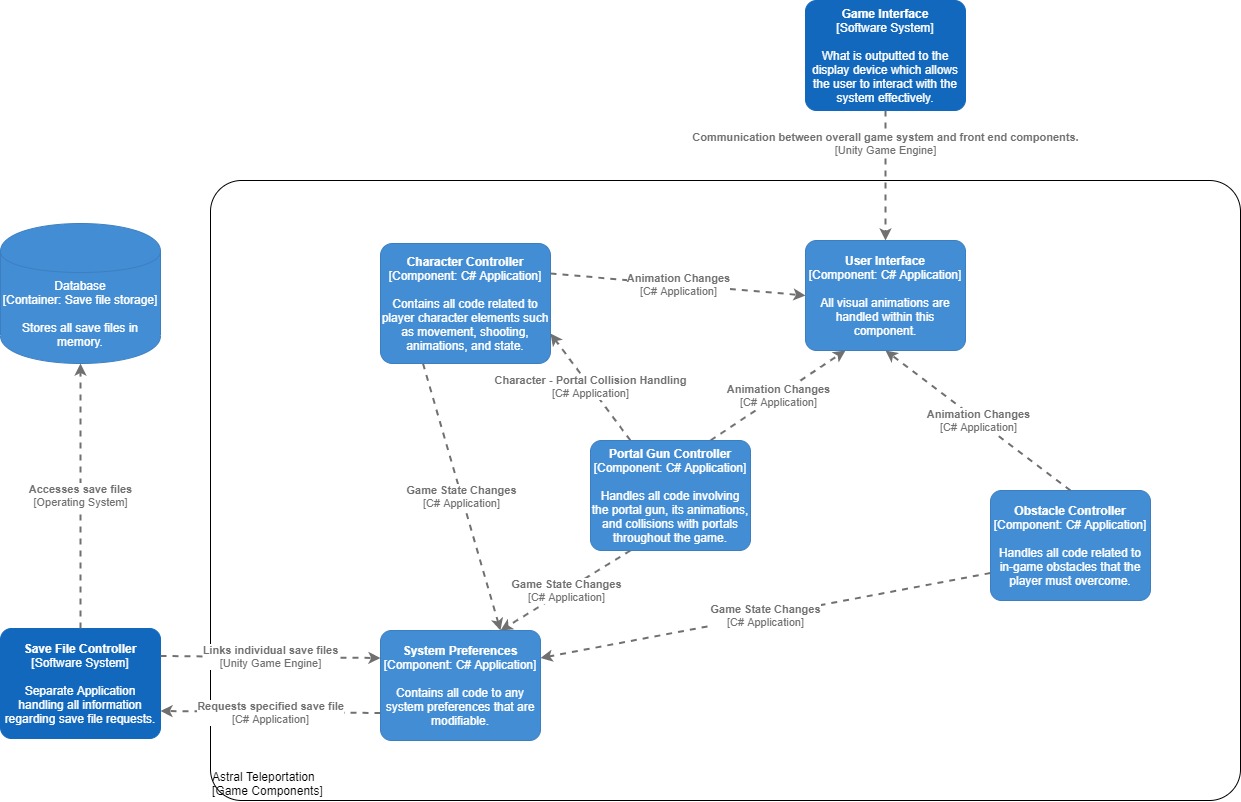 Game Interface
[Software System]
What is outputted to the
display device which allows
the user to interact with the
system effectively.
Communication between overall game system and front end components.
[Unity Game Engine]
Database
[Container: Save file storage]
Stores all save files in
memory.
Character Controller
[Component: C# Application]
Contains all code related to
player character elements such
as movement, shooting,
animations, and state.
Animation Changes
[C# Application]
User Interface
[Component: C# Application]
All visual animations are
handled within this
component.
Character - Portal Collision Handling
[C# Application]
Animation Changes
[C# Application]
Animation Changes
[C# Application]
Accesses save files
[Operating System]
Game State Changes
[C# Application]
Portal Gun Controller
[Component: C# Application]
Handles all code involving
the portal gun, its animations,
and collisions with portals
throughout the game.
Obstacle Controller
[Component: C# Application]
Handles all code related to
in-game obstacles that the
player must overcome.
Game State Changes
[C# Application]
Game State Changes
[C# Application]
Save File Controller
[Software System]
Separate Application
handling all information
regarding save file requests.
Links individual save files
[Unity Game Engine]
Requests specified save file
[C# Application]
System Preferences
[Component: C# Application]
Contains all code to any
system preferences that are
modifiable.
Astral Teleportation
[Game Components]